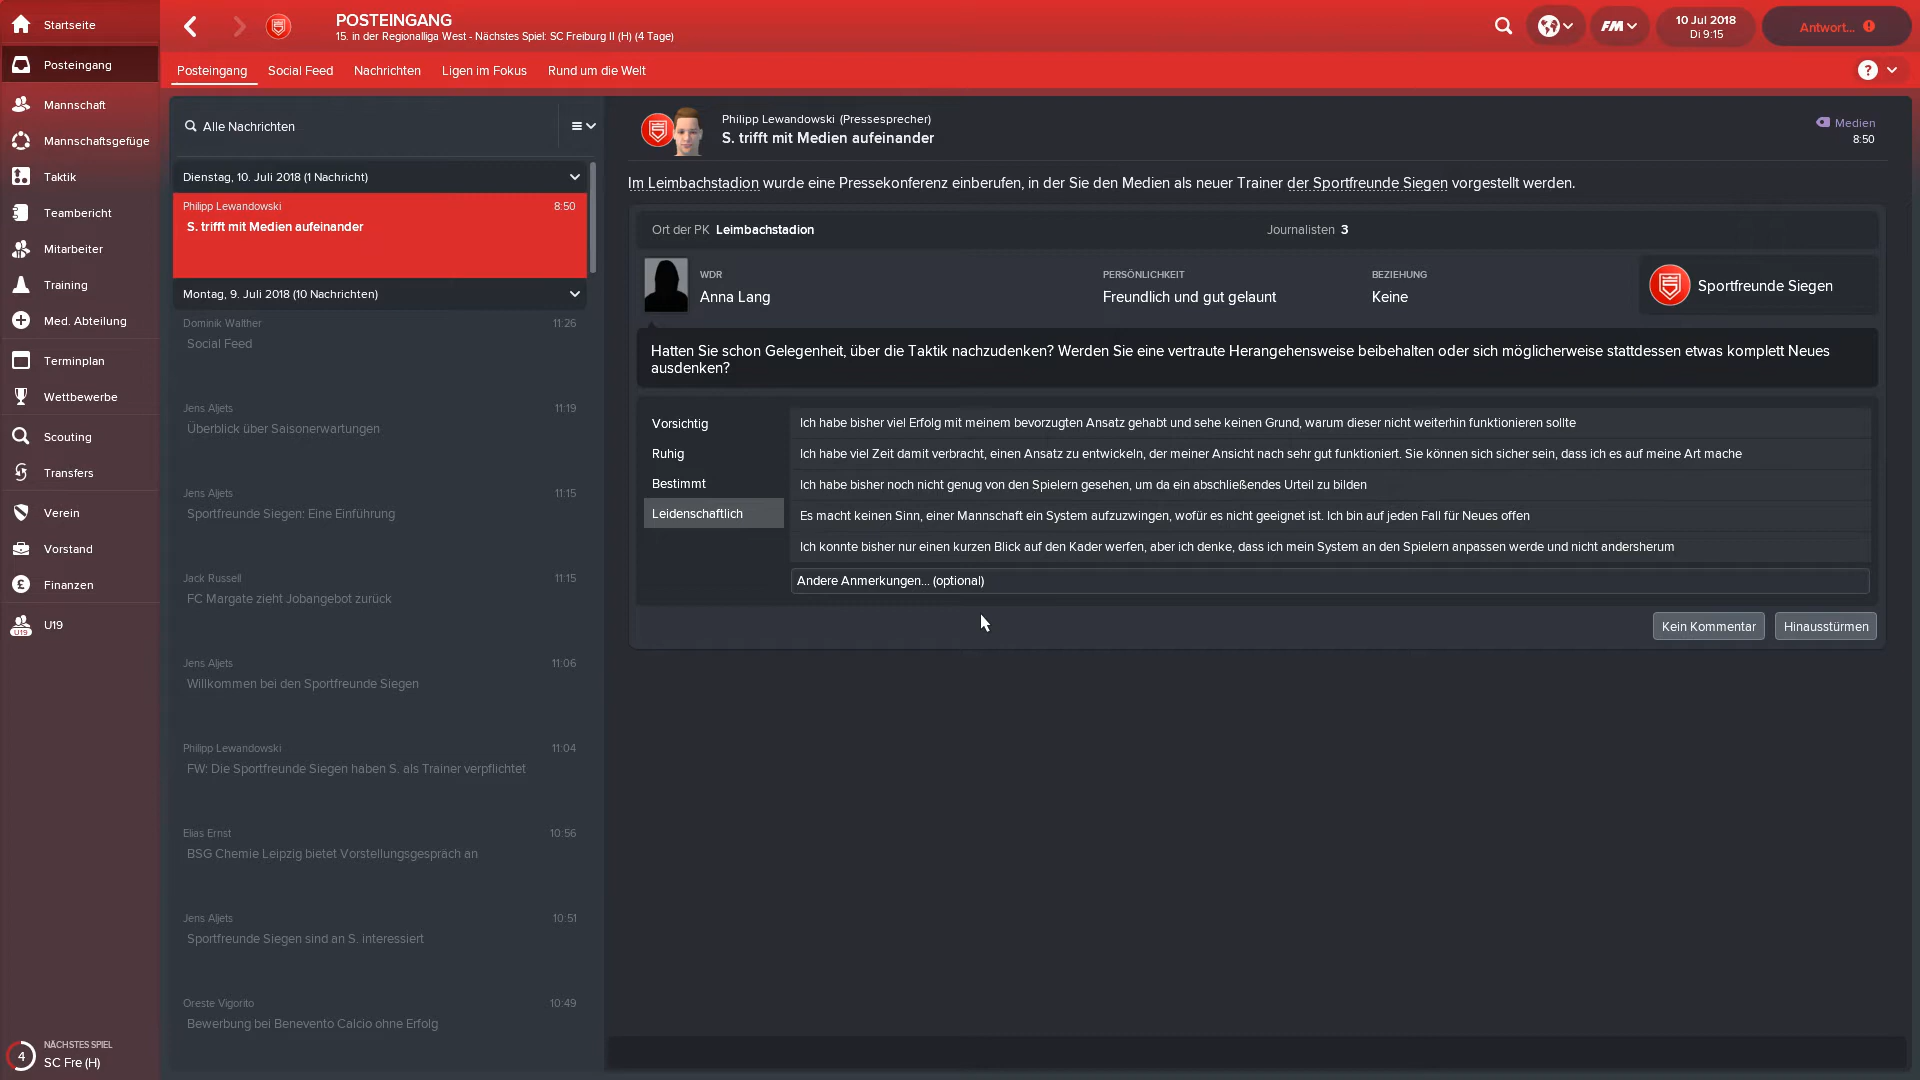 Startseite
Posteingang
Mannschaft
Mannschaftsgefüge
Taktik
Teambericht
Mitarbeiter
Training
Med. Abteilung
Terminplan
Wettbewerbe
Scouting
Transfers
Verein
Vorstand
Finanzen
U19
U19
4
NÄCHSTES SPIEL
SC Fre (H)
POSTEINGANG
15. in der Regionalliga West - Nächstes Spiel: SC Freiburg II (H) (4 Tage)
FM
10 Jul 2018
Di 9:15
Antwort...
Posteingang
Social Feed
Nachrichten
Ligen im Fokus
Rund um die Welt
?
Alle Nachrichten
Dienstag, 10. Juli 2018 (1 Nachricht)
Philipp Lewandowski 8:50
S. trifft mit Medien aufeinander
Montag, 9. Juli 2018 (10 Nachrichten)
Dominik Walther 11:26
Social Feed
Jens Aljets 11:19
Überblick über Saisonerwartungen
Jens Aljets 11:15
Sportfreunde Siegen: Eine Einführung
Jack Russell 11:15
FC Margate zieht Jobangebot zurück
Jens Aljets 11:06
Willkommen bei den Sportfreunde Siegen
Philipp Lewandowski 11:04
FW: Die Sportfreunde Siegen haben S. als Trainer verpflichtet
Elias Ernst 10:56
BSG Chemie Leipzig bietet Vorstellungsgespräch an
Jens Aljets 10:51
Sportfreunde Siegen sind an S. interessiert
Oreste Vigorito 10:49
Bewerbung bei Benevento Calcio ohne Erfolg
Philipp Lewandowski (Pressesprecher)
S. trifft mit Medien aufeinander
Medien
8:50
Im Leimbachstadion wurde eine Pressekonferenz einberufen, in der Sie den Medien als neuer Trainer der Sportfreunde Siegen vorgestellt werden.
Ort der PK Leimbachstadion
Journalisten 3
WDR
Anna Lang
PERSÖNLICHKEIT
Freundlich und gut gelaunt
BEZIEHUNG
Keine
Sportfreunde Siegen
Hatten Sie schon Gelegenheit, über die Taktik nachzudenken? Werden Sie eine vertraute Herangehensweise beibehalten oder sich möglicherweise stattdessen etwas komplett Neues
ausdenken?
Vorsichtig
Ruhig
Bestimmt
Leidenschaftlich
Ich habe bisher viel Erfolg mit meinem bevorzugten Ansatz gehabt und sehe keinen Grund, warum dieser nicht weiterhin funktionieren sollte
Ich habe viel Zeit damit verbracht, einen Ansatz zu entwickeln, der meiner Ansicht nach sehr gut funktioniert. Sie können sich sicher sein, dass ich es auf meine Art mache
Ich habe bisher noch nicht genug von den Spielern gesehen, um da ein abschließendes Urteil zu bilden
Es macht keinen Sinn, einer Mannschaft ein System aufzuzwingen, wofür es nicht geeignet ist. Ich bin auf jeden Fall für Neues offen
Ich konnte bisher nur einen kurzen Blick auf den Kader werfen, aber ich denke, dass ich mein System an den Spielern anpassen werde und nicht andersherum
Andere Anmerkungen... (optional)
Kein Kommentar
Hinausstürmen